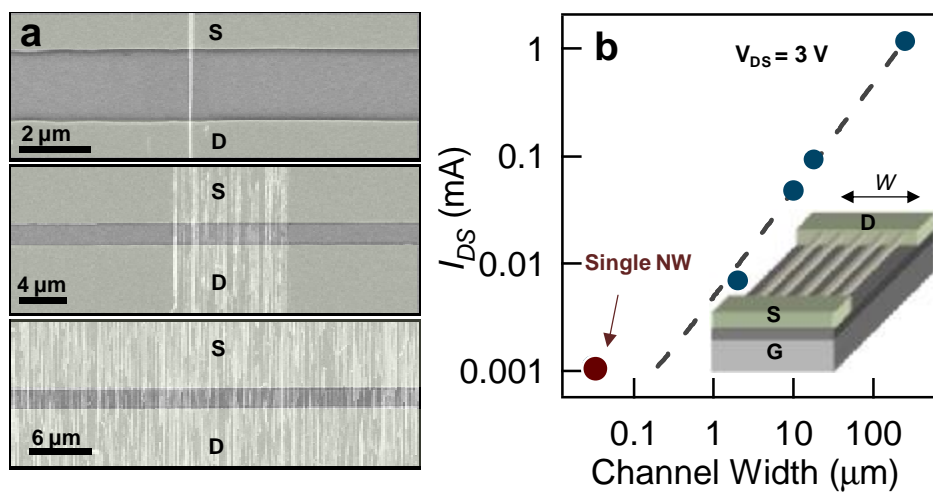 a
S
D
2 µm
S
D
4 µm
S
D
6 µm
b
V_DS = 3 V
I_DS (mA)
1
0.1
0.01
0.001
Single NW
W
D
S
G
0.1 1 10 100
Channel Width (µm)